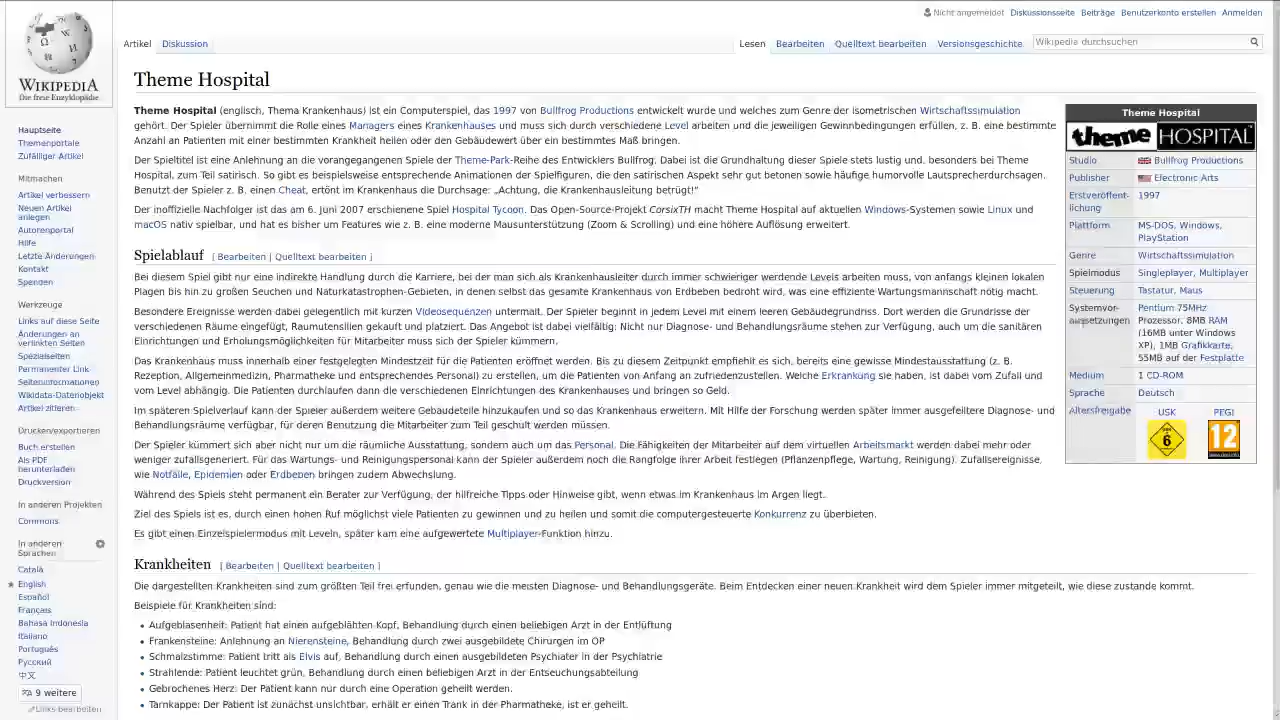 Nicht angemeldet Diskussionsseite Beiträge Benutzerkonto erstellen Anmelden
Artikel Diskussion Lesen Bearbeiten Quelltext bearbeiten Versionsgeschichte Wikipedia durchsuchen
WIKIPEDIA
Die freie Enzyklopädie
Hauptseite
Themenportale
Zufälliger Artikel
Mitmachen
Artikel verbessern
Neuen Artikel
anlegen
Autorenportal
Hilfe
Letzte Änderungen
Kontakt
Spenden
Werkzeuge
Links auf diese Seite
Änderungen an
verlinkten Seiten
Spezialseiten
Permanenter Link
Seiteninformationen
Wikidata-Datenobjekt
Artikel zitieren
Drucken/exportieren
Buch erstellen
Als PDF
herunterladen
Druckversion
In anderen Projekten
Commons
In anderen
Sprachen
Català
English
Español
Français
Bahasa Indonesia
Italiano
Português
Русский
中文
9 weitere
Links bearbeiten
Theme Hospital
Theme Hospital (englisch, Thema Krankenhaus) ist ein Computerspiel, das 1997 von Bullfrog Productions entwickelt wurde und welches zum Genre der isometrischen Wirtschaftssimulation
gehört. Der Spieler übernimmt die Rolle eines Managers eines Krankenhauses und muss sich durch verschiedene Level arbeiten und die jeweiligen Gewinnbedingungen erfüllen, z. B. eine bestimmte
Anzahl an Patienten mit einer bestimmten Krankheit heilen oder den Gebäudewert über ein bestimmtes Maß bringen.
Der Spieltitel ist eine Anlehnung an die vorangegangenen Spiele der Theme-Park-Reihe des Entwicklers Bullfrog. Dabei ist die Grundhaltung dieser Spiele stets lustig und, besonders bei Theme
Hospital, zum Teil satirisch. So gibt es beispielsweise entsprechende Animationen der Spielfiguren, die den satirischen Aspekt sehr gut betonen sowie häufige humorvolle Lautsprecherdurchsagen.
Benutzt der Spieler z. B. einen Cheat, ertönt im Krankenhaus die Durchsage: „Achtung, die Krankenhausleitung betrügt!“
Der inoffizielle Nachfolger ist das am 6. Juni 2007 erschienene Spiel Hospital Tycoon. Das Open-Source-Projekt CorsixTH macht Theme Hospital auf aktuellen Windows-Systemen sowie Linux und
macOS nativ spielbar, und hat es bisher um Features wie z. B. eine moderne Mausunterstützung (Zoom & Scrolling) und eine höhere Auflösung erweitert.
Spielablauf [ Bearbeiten | Quelltext bearbeiten ]
Bei diesem Spiel gibt nur eine indirekte Handlung durch die Karriere, bei der man sich als Krankenhausleiter durch immer schwieriger werdende Levels arbeiten muss, von anfangs kleinen lokalen
Plagen bis hin zu großen Seuchen und Naturkatastrophen-Gebieten, in denen selbst das gesamte Krankenhaus von Erdbeben bedroht wird, was eine effiziente Wartungsmannschaft nötig macht.
Besondere Ereignisse werden dabei gelegentlich mit kurzen Videosequenzen untermalt. Der Spieler beginnt in jedem Level mit einem leeren Gebäudegrundriss. Dort werden die Grundrisse der
verschiedenen Räume eingefügt, Raumutensilien gekauft und platziert. Das Angebot ist dabei vielfältig: Nicht nur Diagnose- und Behandlungsräume stehen zur Verfügung, auch um die sanitären
Einrichtungen und Erholungsmöglichkeiten für Mitarbeiter muss sich der Spieler kümmern.
Das Krankenhaus muss innerhalb einer festgelegten Mindestzeit für die Patienten eröffnet werden. Bis zu diesem Zeitpunkt empfiehlt es sich, bereits eine gewisse Mindestausstattung (z. B.
Rezeption, Allgemeinmedizin, Pharmatheke und entsprechendes Personal) zu erstellen, um die Patienten von Anfang an zufriedenzustellen. Welche Erkrankung sie haben, ist dabei vom Zufall und
vom Level abhängig. Die Patienten durchlaufen dann die verschiedenen Einrichtungen des Krankenhauses und bringen so Geld.
Im späteren Spielverlauf kann der Spieler außerdem weitere Gebäudeteile hinzukaufen und so das Krankenhaus erweitern. Mit Hilfe der Forschung werden später immer ausgefeiltere Diagnose- und
Behandlungsräume verfügbar, für deren Benutzung die Mitarbeiter zum Teil geschult werden müssen.
Der Spieler kümmert sich aber nicht nur um die räumliche Ausstattung, sondern auch um das Personal. Die Fähigkeiten der Mitarbeiter auf dem virtuellen Arbeitsmarkt werden dabei mehr oder
weniger zufallsgeneriert. Für das Wartungs- und Reinigungspersonal kann der Spieler außerdem noch die Rangfolge ihrer Arbeit festlegen (Pflanzenpflege, Wartung, Reinigung). Zufallsereignisse,
wie Notfälle, Epidemien oder Erdbeben bringen zudem Abwechslung.
Während des Spiels steht permanent ein Berater zur Verfügung, der hilfreiche Tipps oder Hinweise gibt, wenn etwas im Krankenhaus im Argen liegt.
Ziel des Spiels ist es, durch einen hohen Ruf möglichst viele Patienten zu gewinnen und zu heilen und somit die computergesteuerte Konkurrenz zu überbieten.
Es gibt einen Einzelspielermodus mit Leveln, später kam eine aufgewertete Multiplayer-Funktion hinzu.
Krankheiten [ Bearbeiten | Quelltext bearbeiten ]
Die dargestellten Krankheiten sind zum größten Teil frei erfunden, genau wie die meisten Diagnose- und Behandlungsgeräte. Beim Entdecken einer neuen Krankheit wird dem Spieler immer mitgeteilt, wie diese zustande kommt.
Beispiele für Krankheiten sind:
• Aufgeblasenheit: Patient hat einen aufgeblähten Kopf, Behandlung durch einen beliebigen Arzt in der Entlüftung
• Frankensteine: Anlehnung an Nierensteine, Behandlung durch zwei ausgebildete Chirurgen im OP
• Schmalzstimme: Patient tritt als Elvis auf, Behandlung durch einen ausgebildeten Psychiater in der Psychiatrie
• Strahlende: Patient leuchtet grün, Behandlung durch einen beliebigen Arzt in der Entseuchungsabteilung
• Gebrochenes Herz: Der Patient kann nur durch eine Operation geheilt werden.
• Tarnkappe: Der Patient ist zunächst unsichtbar, erhält er einen Trank in der Pharmatheke, ist er geheilt.
Theme Hospital
theme HOSPITAL
Studio Bullfrog Productions
Publisher Electronic Arts
Erstveröffent-
lichung 1997
Plattform MS-DOS, Windows,
PlayStation
Genre Wirtschaftssimulation
Spielmodus Singleplayer, Multiplayer
Steuerung Tastatur, Maus
Systemvor- Pentium 75MHz
aussetzungen Prozessor, 8MB RAM
(16MB unter Windows
XP), 1MB Grafikkarte,
55MB auf der Festplatte
Medium 1 CD-ROM
Sprache Deutsch
Altersfreigabe USK PEGI
6 12